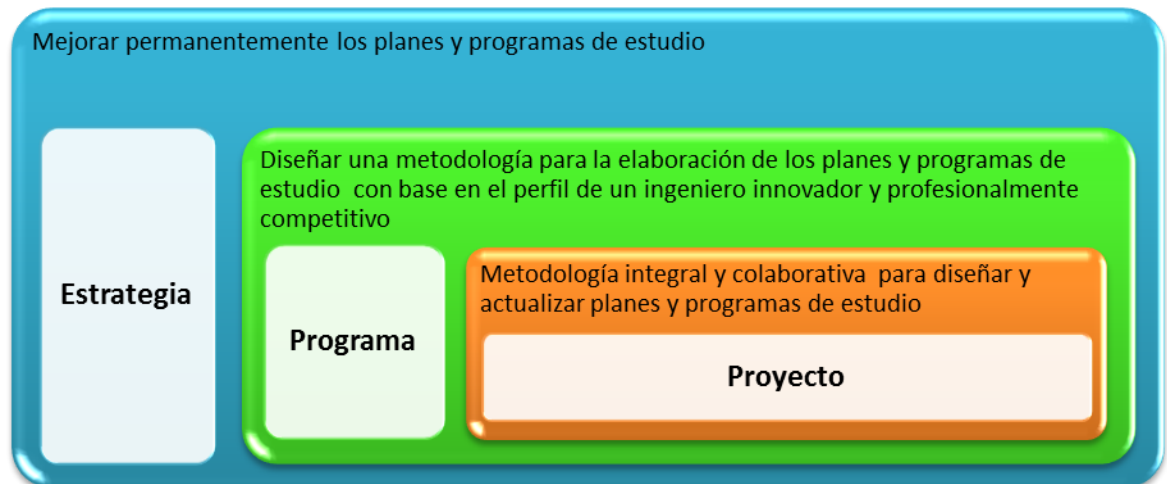 Mejorar permanentemente los planes y programas de estudio
Estrategia
Diseñar una metodología para la elaboración de los planes y programas de
estudio con base en el perfil de un ingeniero innovador y profesionalmente
competitivo
Programa
Metodología integral y colaborativa para diseñar y
actualizar planes y programas de estudio
Proyecto